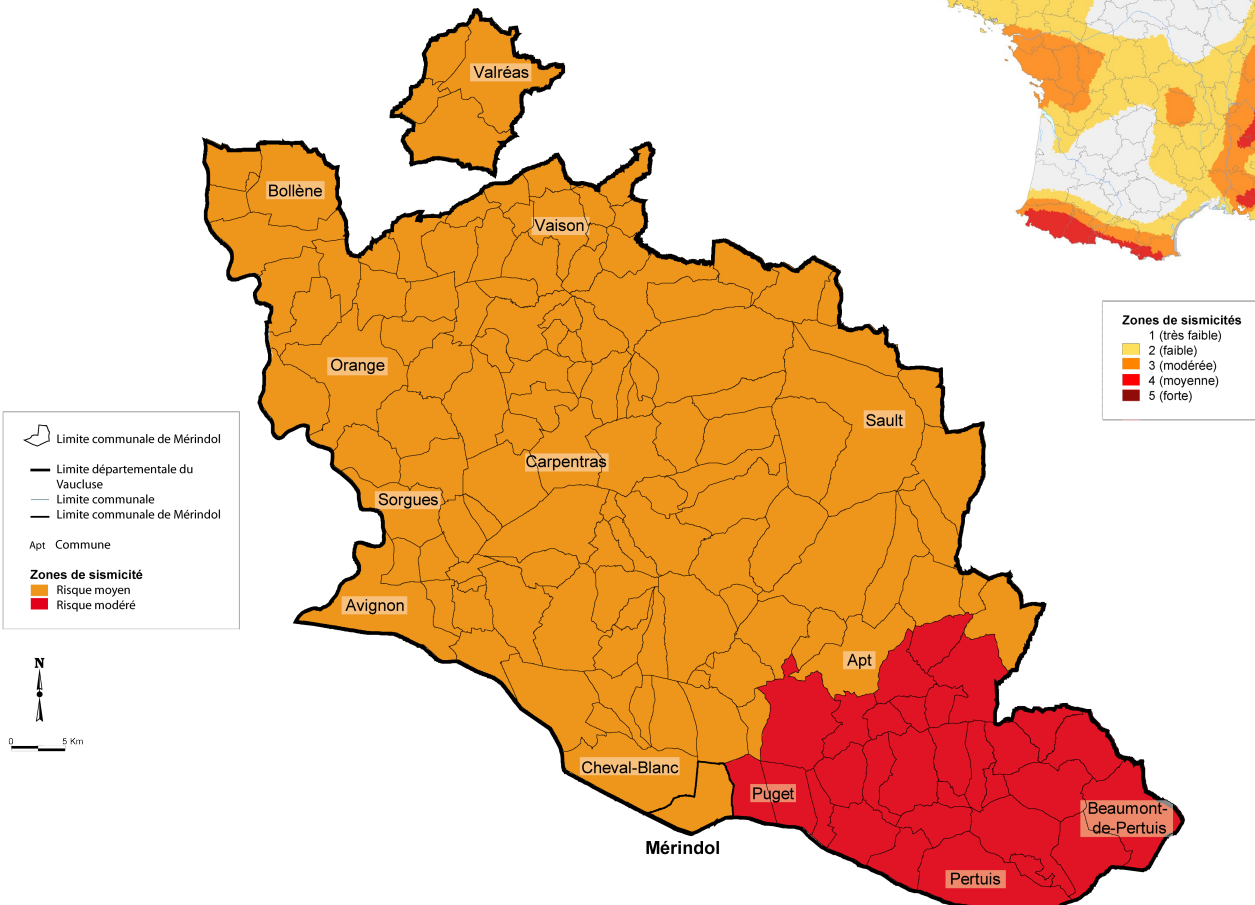 Valréas
Bollène
Vaison
Orange
Sault
Carpentras
Sorgues
Avignon
Apt
Cheval-Blanc
Puget
Beaumont-
de-Pertuis
Mérindol
Pertuis
Zones de sismicités
1 (très faible)
2 (faible)
3 (modérée)
4 (moyenne)
5 (forte)
Limite communale de Mérindol
Limite départementale du
Vaucluse
Limite communale
Limite communale de Mérindol
Apt Commune
Zones de sismicité
Risque moyen
Risque modéré
N
0 5 Km